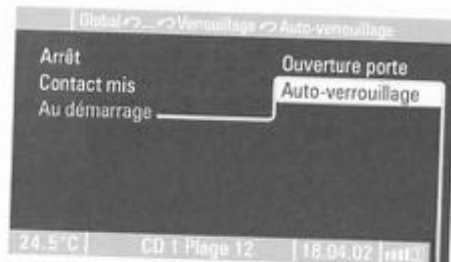 Global ... Verrouillage Auto-verrouillage
Arrêt
Contact mis
Au démarrage
Ouverture porte
Auto-verrouillage
24.5°C CD 1 Plage 12 18.04.02